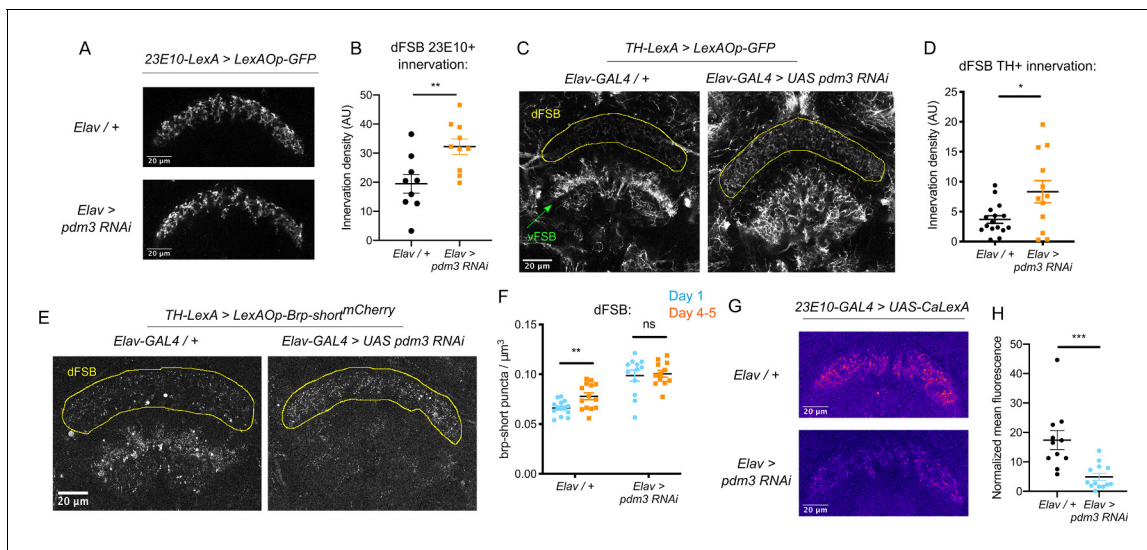 A
23E10-LexA > LexAOp-GFP
Elav / +
20 µm
Elav >
pdm3 RNAi
20 µm
B
dFSB 23E10+
innervation:
**
Innervation density (AU)
50
40
30
20
10
0
Elav / +
Elav >
pdm3 RNAi
C
TH-LexA > LexAOp-GFP
Elav-GAL4 / +
Elav-GAL4 > UAS pdm3 RNAi
dFSB
vFSB
20 µm
D
dFSB TH+ innervation:
*
Innervation density (AU)
25
20
15
10
5
0
Elav / +
Elav >
pdm3 RNAi
E
TH-LexA > LexAOp-Brp-short mCherry
Elav-GAL4 / +
Elav-GAL4 > UAS pdm3 RNAi
dFSB
20 µm
F
Day 1
Day 4-5
dFSB:
ns
**
brp-short puncta / µm3
0.15
0.10
0.05
0.00
Elav / +
Elav >
pdm3 RNAi
G
23E10-GAL4 > UAS-CaLexA
Elav / +
20 µm
Elav >
pdm3 RNAi
20 µm
H
***
Normalized mean fluorescence
50
40
30
20
10
0
Elav / +
Elav >
pdm3 RNAi